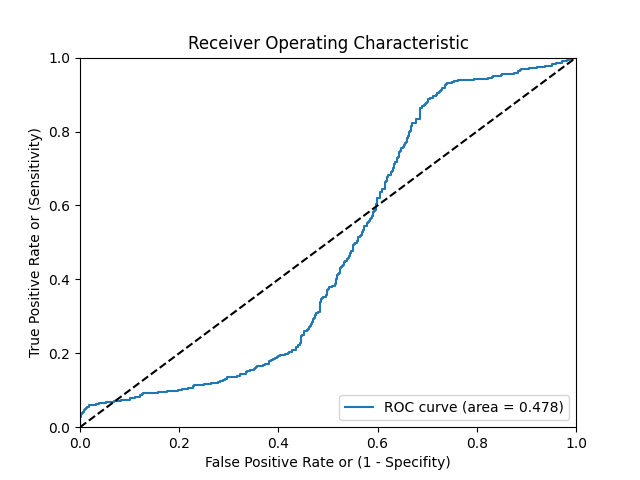 Receiver Operating Characteristic
True Positive Rate or (Sensitivity)
1.0
0.8
0.6
0.4
0.2
0.0
ROC curve (area = 0.478)
0.0 0.2 0.4 0.6 0.8 1.0
False Positive Rate or (1 - Specifity)